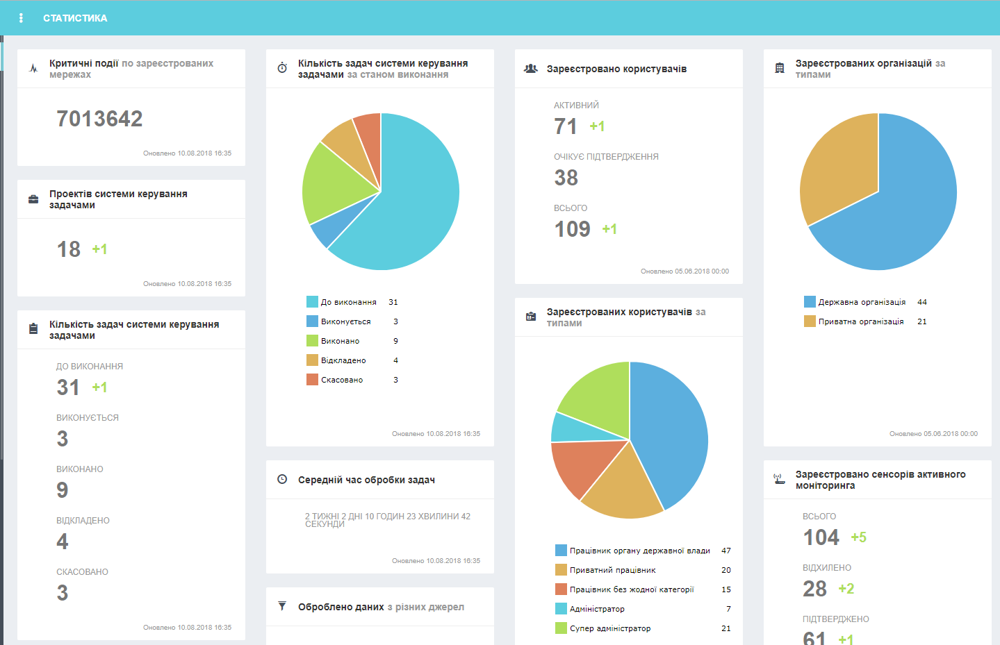 СТАТИСТИКА
Критичні події по зареєстрованих
мережах
7013642
Оновлено 10.08.2018 16:35
Проектів системи керування
задачами
18 +1
Оновлено 10.08.2018 16:35
Кількість задач системи керування
задачами
ДО ВИКОНАННЯ
31 +1
ВИКОНУЄТЬСЯ
3
ВИКОНАНО
9
ВІДКЛАДЕНО
4
СКАСОВАНО
3
Оновлено 10.08.2018 16:35
Кількість задач системи керування
задачами за станом виконання
До виконання 31
Виконується 3
Виконано 9
Відкладено 4
Скасовано 3
Оновлено 10.08.2018 16:35
Середній час обробки задач
2 ТИЖНІ 2 ДНІ 10 ГОДИН 23 ХВИЛИНИ 42
СЕКУНДИ
Оновлено 10.08.2018 16:35
Оброблено даних з різних джерел
Зареєстровано користувачів
АКТИВНИЙ
71 +1
ОЧІКУЄ ПІДТВЕРДЖЕННЯ
38
ВСЬОГО
109 +1
Оновлено 05.06.2018 00:00
Зареєстрованих користувачів за
типами
Працівник органу державної влади 47
Приватний працівник 20
Працівник без жодної категорії 15
Адміністратор 7
Супер адміністратор 21
Зареєстрованих організацій за
типами
Державна організація 44
Приватна організація 21
Оновлено 05.06.2018 00:00
Зареєстровано сенсорів активного
моніторинга
ВСЬОГО
104 +5
ВІДХИЛЕНО
28 +2
ПІДТВЕРДЖЕНО
61 +1